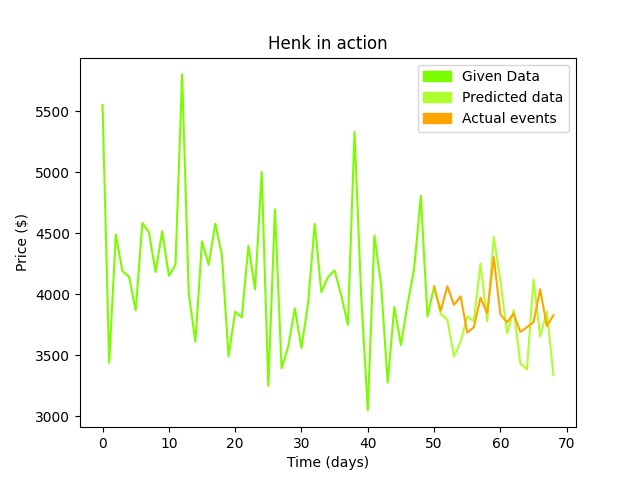 Henk in action
Given Data
Predicted data
Actual events
Price ($)
5500
5000
4500
4000
3500
3000
0 10 20 30 40 50 60 70
Time (days)